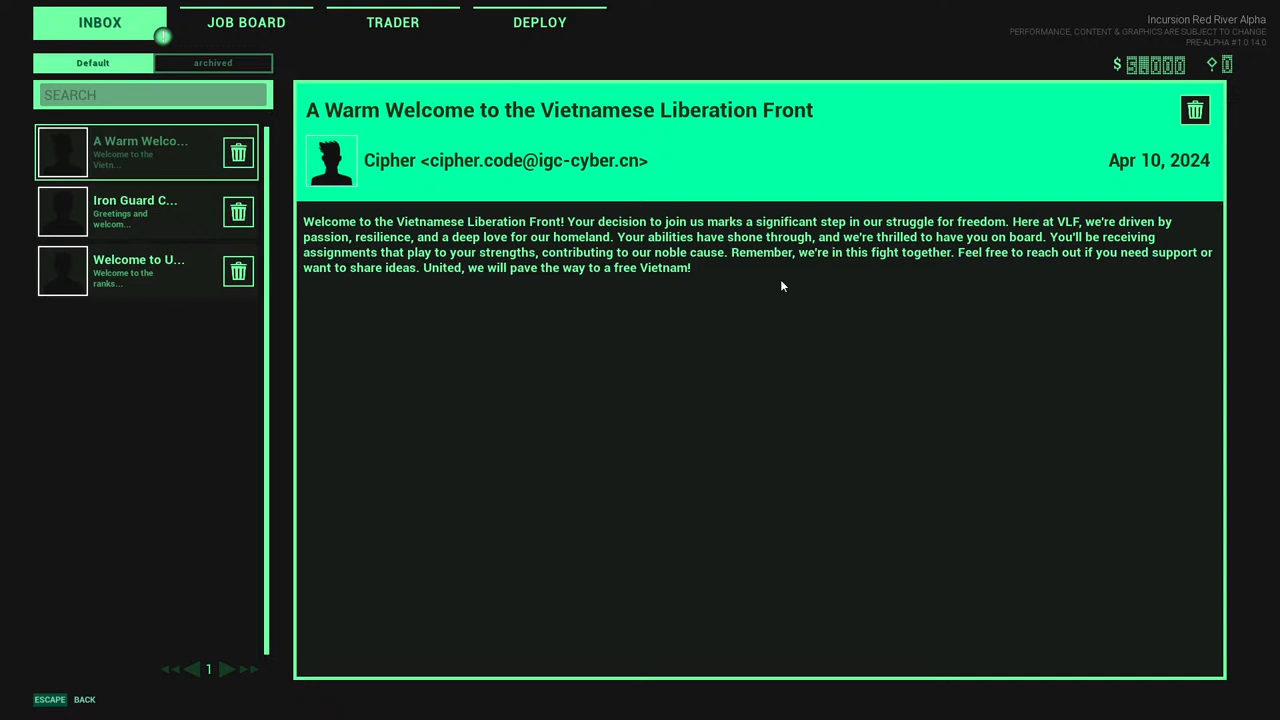 INBOX
JOB BOARD
TRADER
DEPLOY
Incursion Red River Alpha
PERFORMANCE, CONTENT & GRAPHICS ARE SUBJECT TO CHANGE
PRE-ALPHA #1.0.14.0
Default
archived
$
SEARCH
A Warm Welco...
Welcome to the
Vietn...
Iron Guard C...
Greetings and
welcom...
Welcome to U...
Welcome to the
ranks...
A Warm Welcome to the Vietnamese Liberation Front
Cipher <cipher.code@igc-cyber.cn>
Apr 10, 2024
Welcome to the Vietnamese Liberation Front! Your decision to join us marks a significant step in our struggle for freedom. Here at VLF, we're driven by
passion, resilience, and a deep love for our homeland. Your abilities have shone through, and we're thrilled to have you on board. You'll be receiving
assignments that play to your strengths, contributing to our noble cause. Remember, we're in this fight together. Feel free to reach out if you need support or
want to share ideas. United, we will pave the way to a free Vietnam!
1
ESCAPE BACK